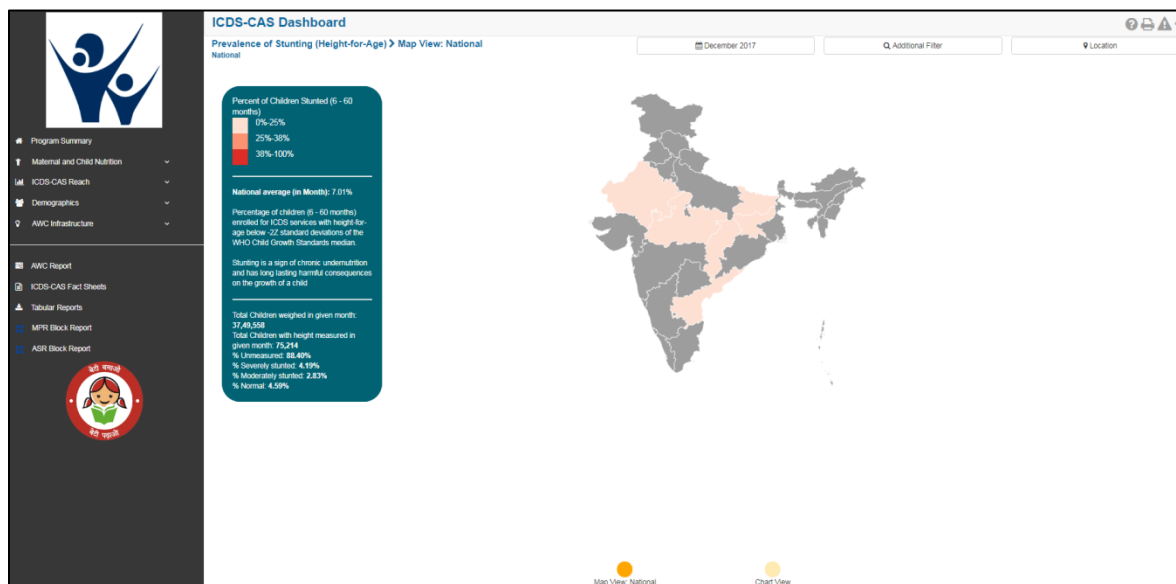 ICDS-CAS Dashboard
Prevalence of Stunting (Height-for-Age) > Map View: National
National
December 2017
Additional Filter
Location
Program Summary
Maternal and Child Nutrition
ICDS-CAS Reach
Demographics
AWC Infrastructure
AWC Report
ICDS-CAS Fact Sheets
Tabular Reports
MPR Block Report
ASR Block Report
बेटी बचाओ
बेटी पढ़ाओ
Percent of Children Stunted (6 - 60
months)
0%-25%
25%-38%
38%-100%
National average (in Month): 7.01%
Percentage of children (6 - 60 months)
enrolled for ICDS services with height-for-
age below -2Z standard deviations of the
WHO Child Growth Standards median.
Stunting is a sign of chronic undernutrition
and has long lasting harmful consequences
on the growth of a child
Total Children weighed in given month:
37,49,558
Total Children with height measured in
given month: 75,214
% Unmeasured: 88.40%
% Severely stunted: 4.19%
% Moderately stunted: 2.83%
% Normal: 4.59%
Map View: National
Chart View